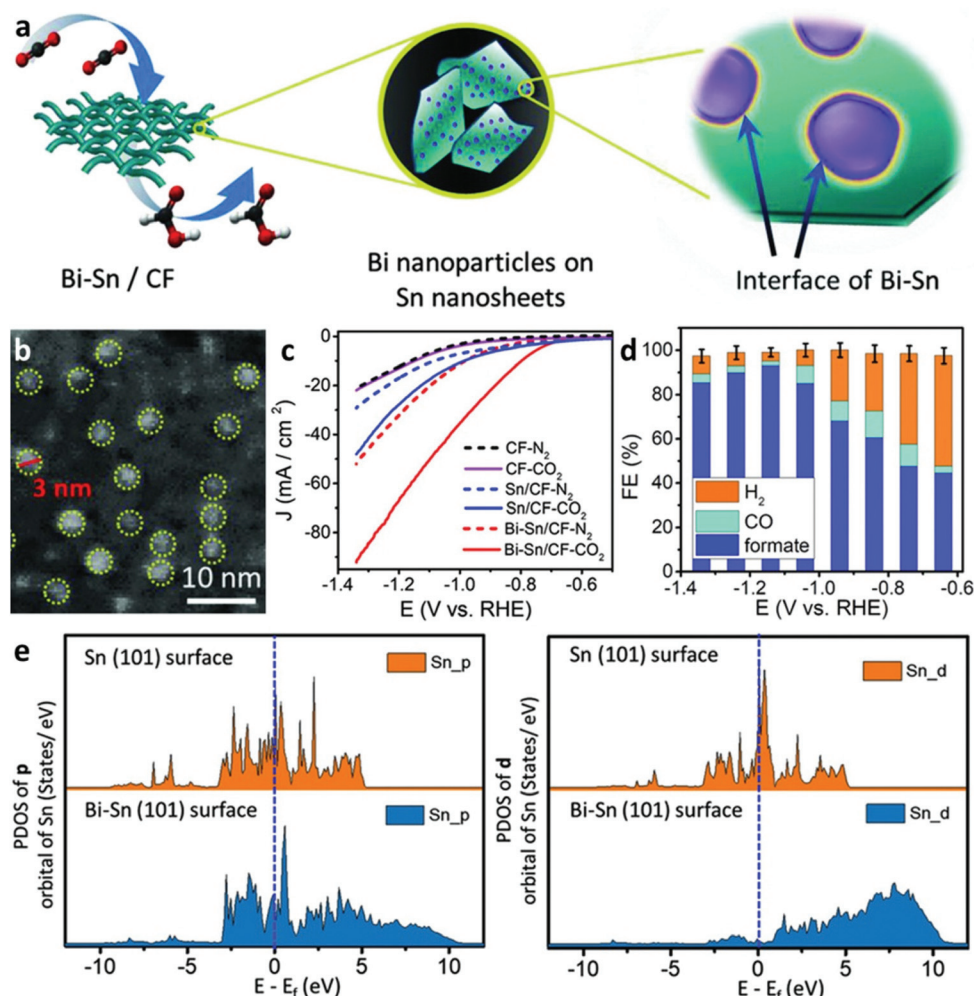 a
Bi-Sn / CF
Bi nanoparticles on
Sn nanosheets
Interface of Bi-Sn
b
3 nm
10 nm
c
J (mA / cm²)
0
-20
-40
-60
-80
CF-N₂
CF-CO₂
Sn/CF-N₂
Sn/CF-CO₂
Bi-Sn/CF-N₂
Bi-Sn/CF-CO₂
-1.4 -1.2 -1.0 -0.8 -0.6
E (V vs. RHE)
d
FE (%)
100
80
60
40
20
0
H₂
CO
formate
-1.4 -1.2 -1.0 -0.8 -0.6
E (V vs. RHE)
e
PDOS of p
orbital of Sn (States/ eV)
Sn (101) surface
Sn_p
Bi-Sn (101) surface
Sn_p
-10 -5 0 5 10
E - E_f (eV)
PDOS of d
orbital of Sn (States/ eV)
Sn (101) surface
Sn_d
Bi-Sn (101) surface
Sn_d
-10 -5 0 5 10
E - E_f (eV)